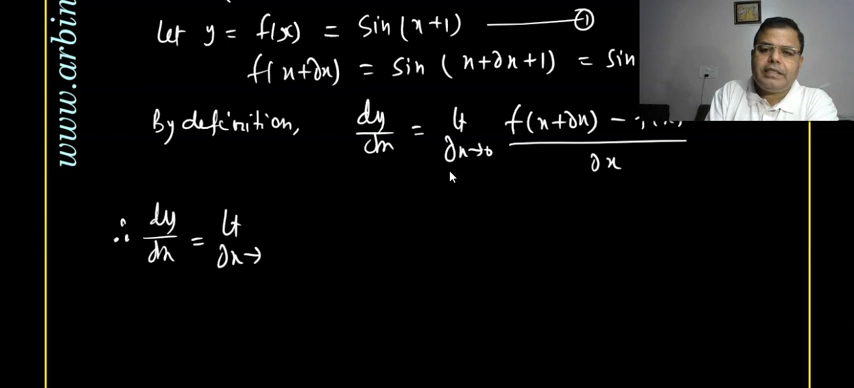 Let y = f(x) = Sin(x+1) —— ①
f(x+∂x) = sin (x+∂x+1) = sin
By definition, dy/dx = lt ∂x→0 f(x+∂x) − / ∂x
∴ dy/dx = lt ∂x→
www.arbin